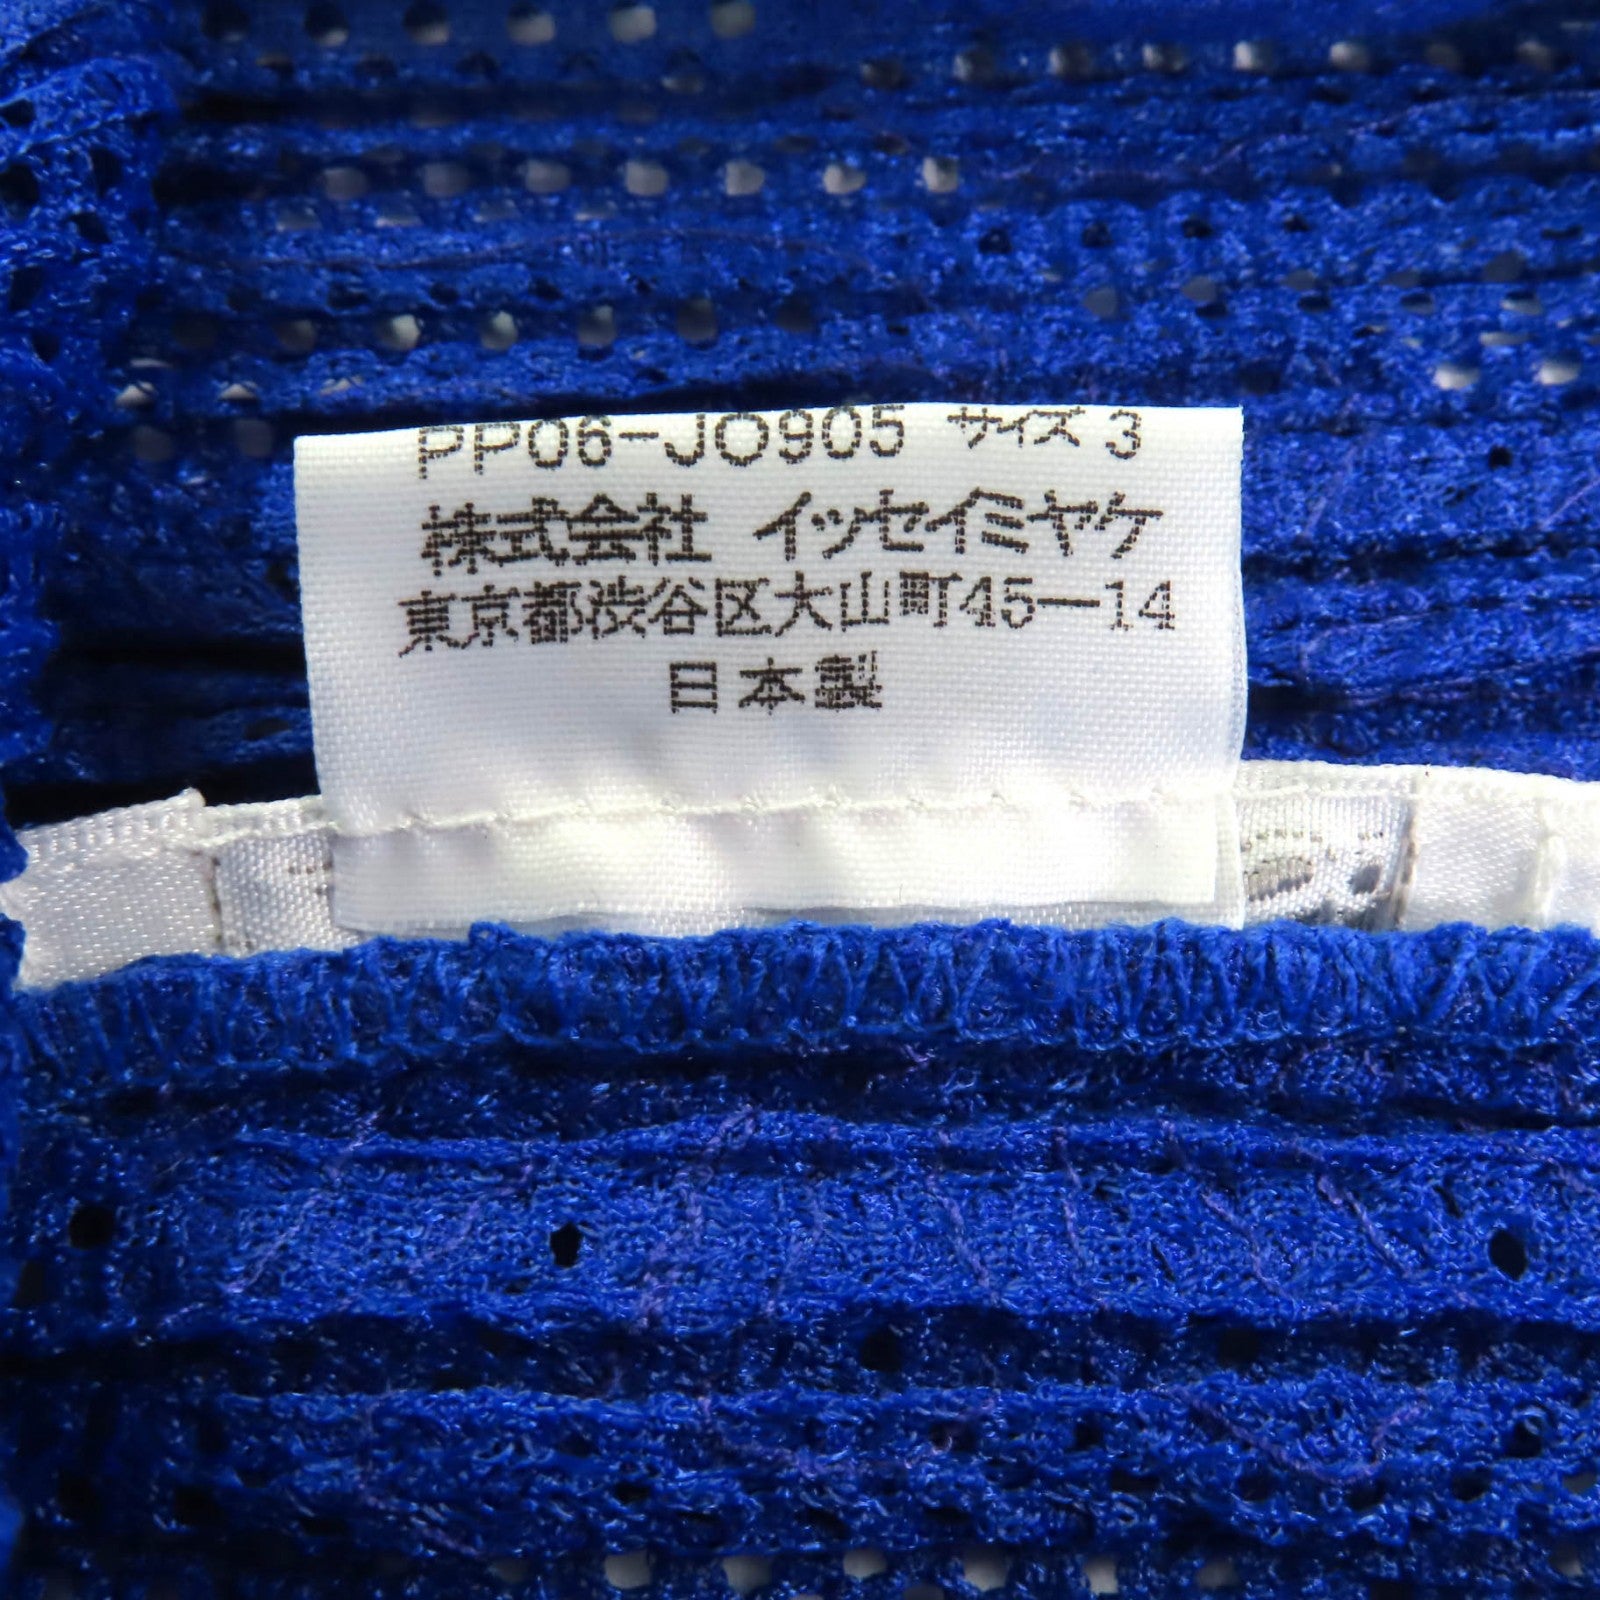 PP06-JO905 サイズ 3
株式会社 イッセイミヤケ
東京都渋谷区大山町45-14
日本製